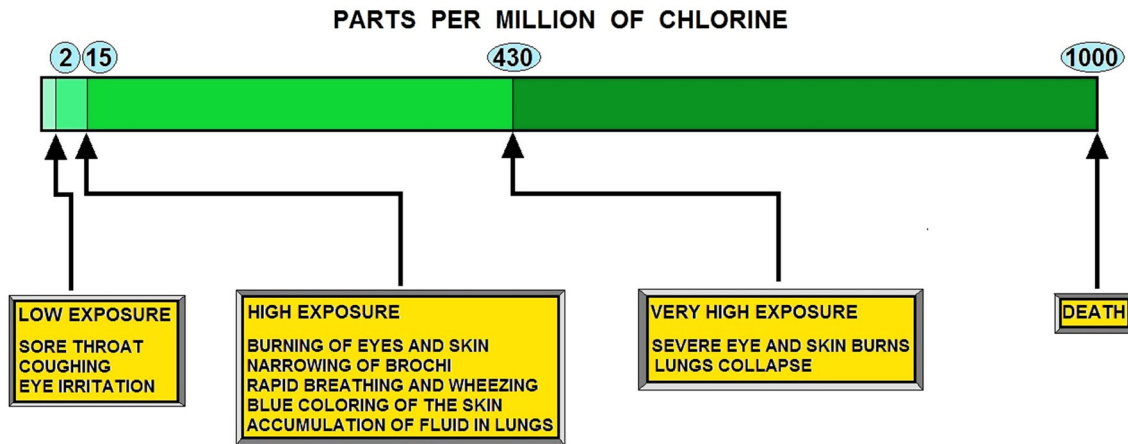 PARTS PER MILLION OF CHLORINE
2 15 430 1000
LOW EXPOSURE
SORE THROAT
COUGHING
EYE IRRITATION
HIGH EXPOSURE
BURNING OF EYES AND SKIN
NARROWING OF BROCHI
RAPID BREATHING AND WHEEZING
BLUE COLORING OF THE SKIN
ACCUMULATION OF FLUID IN LUNGS
VERY HIGH EXPOSURE
SEVERE EYE AND SKIN BURNS
LUNGS COLLAPSE
DEATH